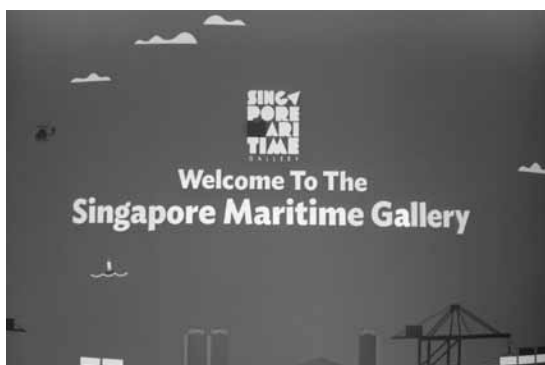 SINGA
PORE
MARI
TIME
GALLERY
Welcome To The
Singapore Maritime Gallery